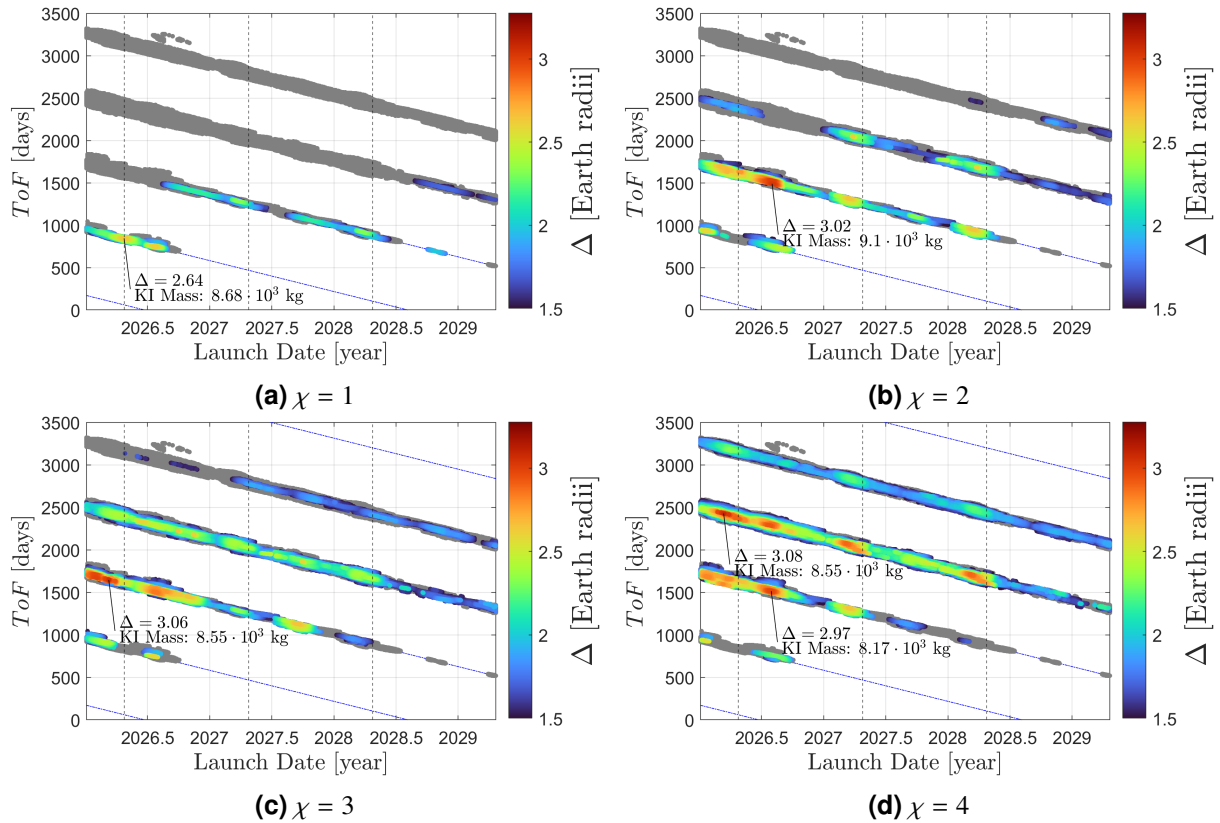 3500
3000
2500
2000
1500
1000
500
0
ToF [days]
2026.5 2027 2027.5 2028 2028.5 2029
Launch Date [year]
Δ = 2.64
KI Mass: 8.68 · 10³ kg
3
2.5
2
1.5
Δ [Earth radii]
(a) χ = 1
3500
3000
2500
2000
1500
1000
500
0
ToF [days]
2026.5 2027 2027.5 2028 2028.5 2029
Launch Date [year]
Δ = 3.02
KI Mass: 9.1 · 10³ kg
3
2.5
2
1.5
Δ [Earth radii]
(b) χ = 2
3500
3000
2500
2000
1500
1000
500
0
ToF [days]
2026.5 2027 2027.5 2028 2028.5 2029
Launch Date [year]
Δ = 3.06
KI Mass: 8.55 · 10³ kg
3
2.5
2
1.5
Δ [Earth radii]
(c) χ = 3
3500
3000
2500
2000
1500
1000
500
0
ToF [days]
2026.5 2027 2027.5 2028 2028.5 2029
Launch Date [year]
Δ = 3.08
KI Mass: 8.55 · 10³ kg
Δ = 2.97
KI Mass: 8.17 · 10³ kg
3
2.5
2
1.5
Δ [Earth radii]
(d) χ = 4